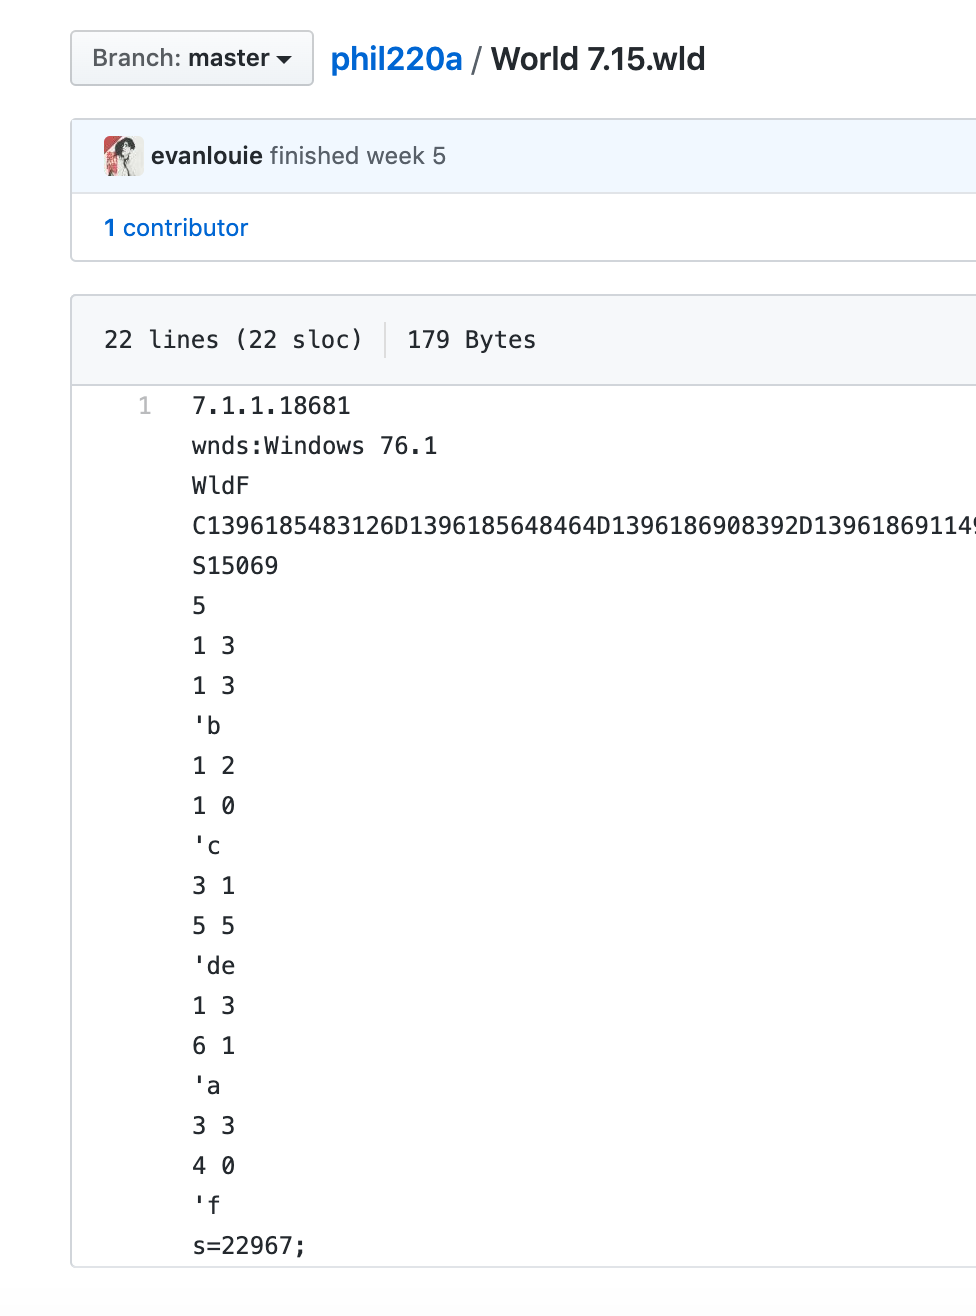 Branch: master phil220a / World 7.15.wld
evanlouie finished week 5
1 contributor
22 lines (22 sloc) 179 Bytes
1 7.1.1.18681
wnds:Windows 76.1
WldF
C1396185483126D1396185648464D1396186908392D139618691149
S15069
5
1 3
1 3
'b
1 2
1 0
'c
3 1
5 5
'de
1 3
6 1
'a
3 3
4 0
'f
s=22967;